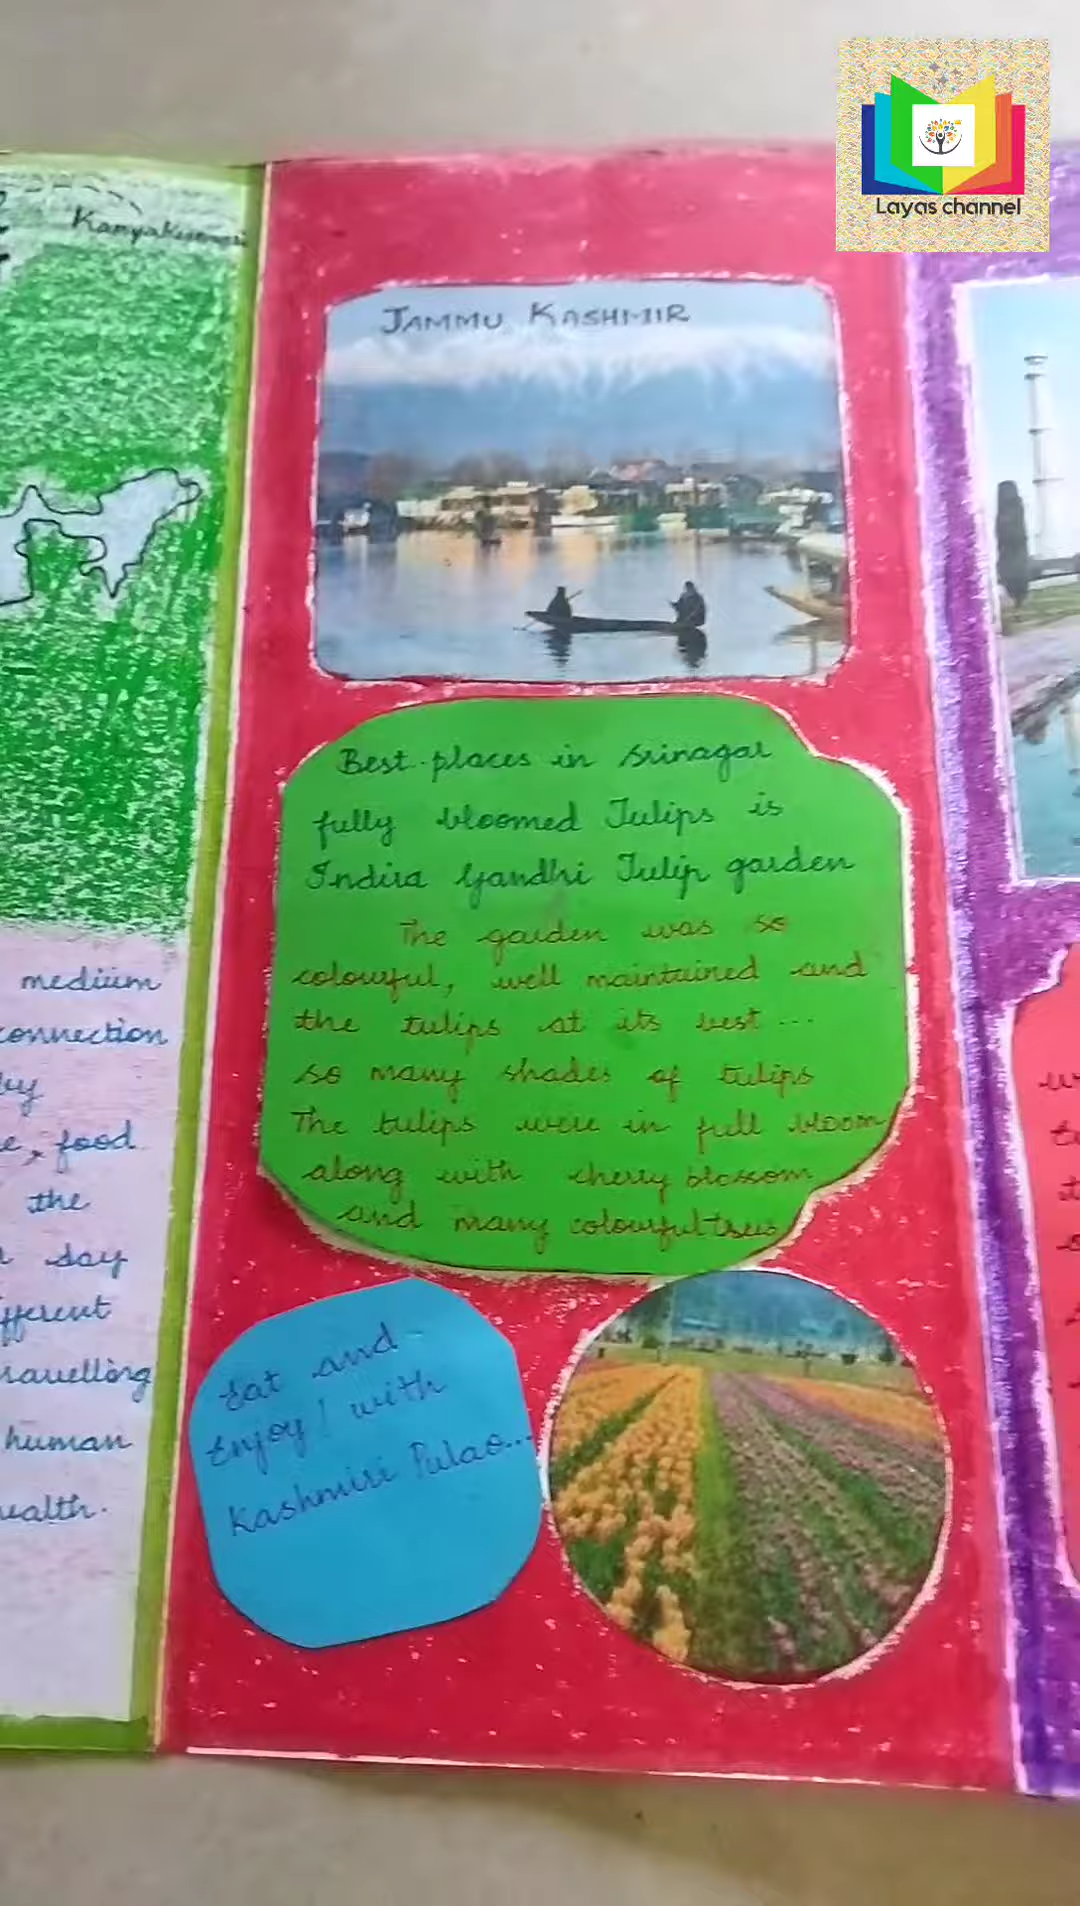 Layas channel
Kanyakumari
medium
connection
by
food
the
say
different
travelling
human
health.
JAMMU KASHMIR
Best places in Srinagar
fully bloomed Tulips is
Indira Gandhi Tulip garden
The garden was so
colourful, well maintained and
the tulips at its best...
so many shades of tulips
The tulips were in full bloom
along with cherry blossom
and many colourful trees
Eat and
Enjoy! with
Kashmiri Pulao...